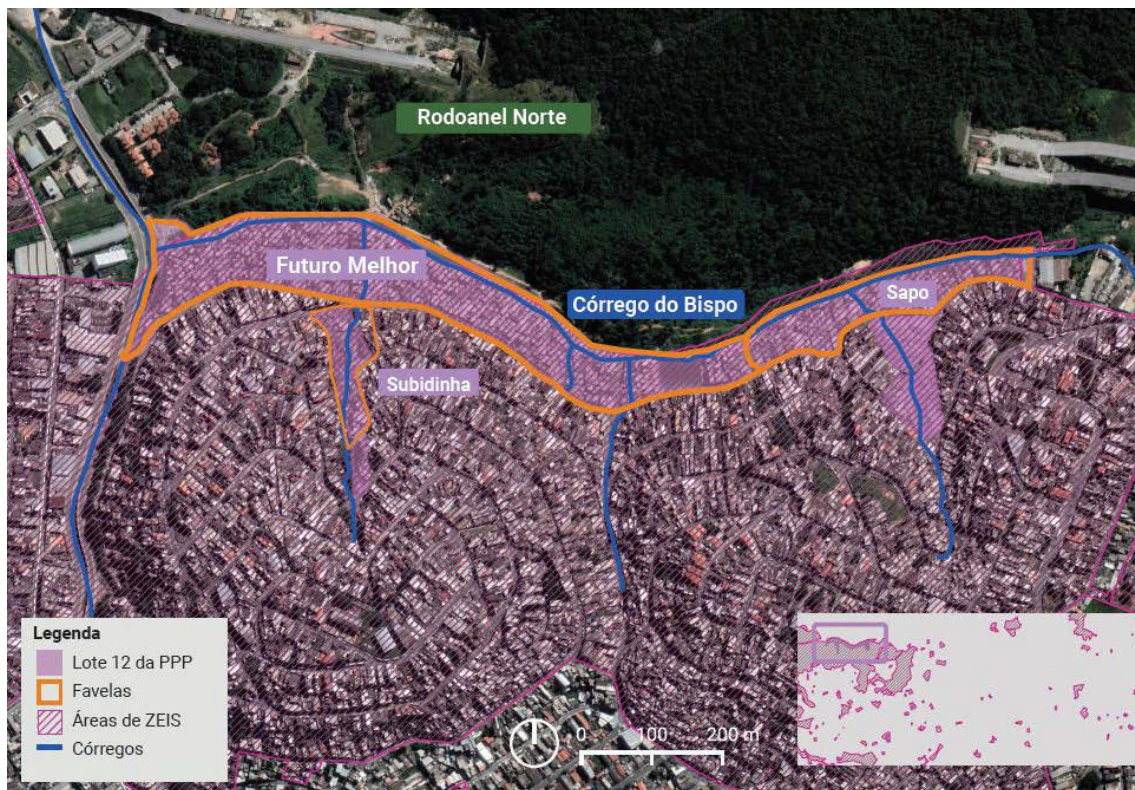 Rodoanel Norte
Futuro Melhor
Córrego do Bispo
Sapo
Subidinha
Legenda
Lote 12 da PPP
Favelas
Áreas de ZEIS
Córregos
0 100 200 m